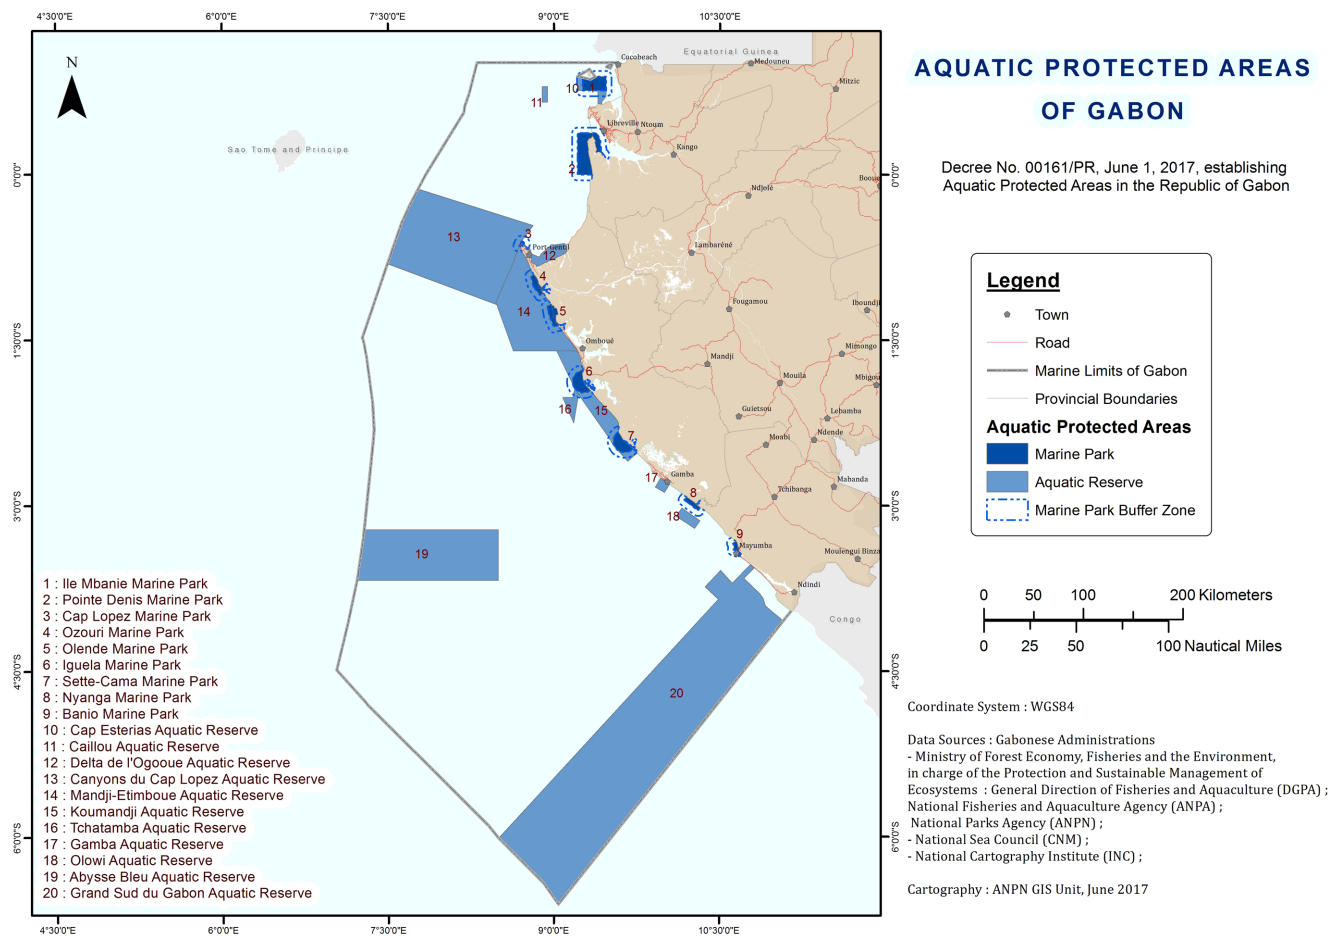 4°30'0"E
6°0'0"E
7°30'0"E
9°0'0"E
10°30'0"E
N
Equatorial Guinea
Cocobeach
Medouneu
Mitzic
10
1
11
Libreville
Ntoum
Kango
Sao Tome and Principe
2
0°0'0"
0°0'0"
Booue
Ndjolé
13
3
Port-Gentil
12
Lambaréné
4
14
5
Fougamou
Iboundji
1°30'0"S
1°30'0"S
Omboué
Mimongo
Mandji
6
Mouila
Mbigou
16
15
Guietsou
Lebamba
7
Moabi
Ndende
17
Gamba
Mabanda
8
Tchibanga
3°0'0"S
3°0'0"S
18
9
Mayumba
Moulengui Binza
19
Ndindi
Congo
20
4°30'0"S
4°30'0"S
6°0'0"S
6°0'0"S
1 : Ile Mbanie Marine Park
2 : Pointe Denis Marine Park
3 : Cap Lopez Marine Park
4 : Ozouri Marine Park
5 : Olende Marine Park
6 : Iguela Marine Park
7 : Sette-Cama Marine Park
8 : Nyanga Marine Park
9 : Banio Marine Park
10 : Cap Esterias Aquatic Reserve
11 : Caillou Aquatic Reserve
12 : Delta de l'Ogooue Aquatic Reserve
13 : Canyons du Cap Lopez Aquatic Reserve
14 : Mandji-Etimboue Aquatic Reserve
15 : Koumandji Aquatic Reserve
16 : Tchatamba Aquatic Reserve
17 : Gamba Aquatic Reserve
18 : Olowi Aquatic Reserve
19 : Abysse Bleu Aquatic Reserve
20 : Grand Sud du Gabon Aquatic Reserve
4°30'0"E
6°0'0"E
7°30'0"E
9°0'0"E
10°30'0"E
AQUATIC PROTECTED AREAS
OF GABON
Decree No. 00161/PR, June 1, 2017, establishing
Aquatic Protected Areas in the Republic of Gabon
Legend
Town
Road
Marine Limits of Gabon
Provincial Boundaries
Aquatic Protected Areas
Marine Park
Aquatic Reserve
Marine Park Buffer Zone
0 50 100 200 Kilometers
0 25 50 100 Nautical Miles
Coordinate System : WGS84
Data Sources : Gabonese Administrations
- Ministry of Forest Economy, Fisheries and the Environment,
in charge of the Protection and Sustainable Management of
Ecosystems : General Direction of Fisheries and Aquaculture (DGPA) ;
National Fisheries and Aquaculture Agency (ANPA) ;
National Parks Agency (ANPN) ;
- National Sea Council (CNM) ;
- National Cartography Institute (INC) ;
Cartography : ANPN GIS Unit, June 2017